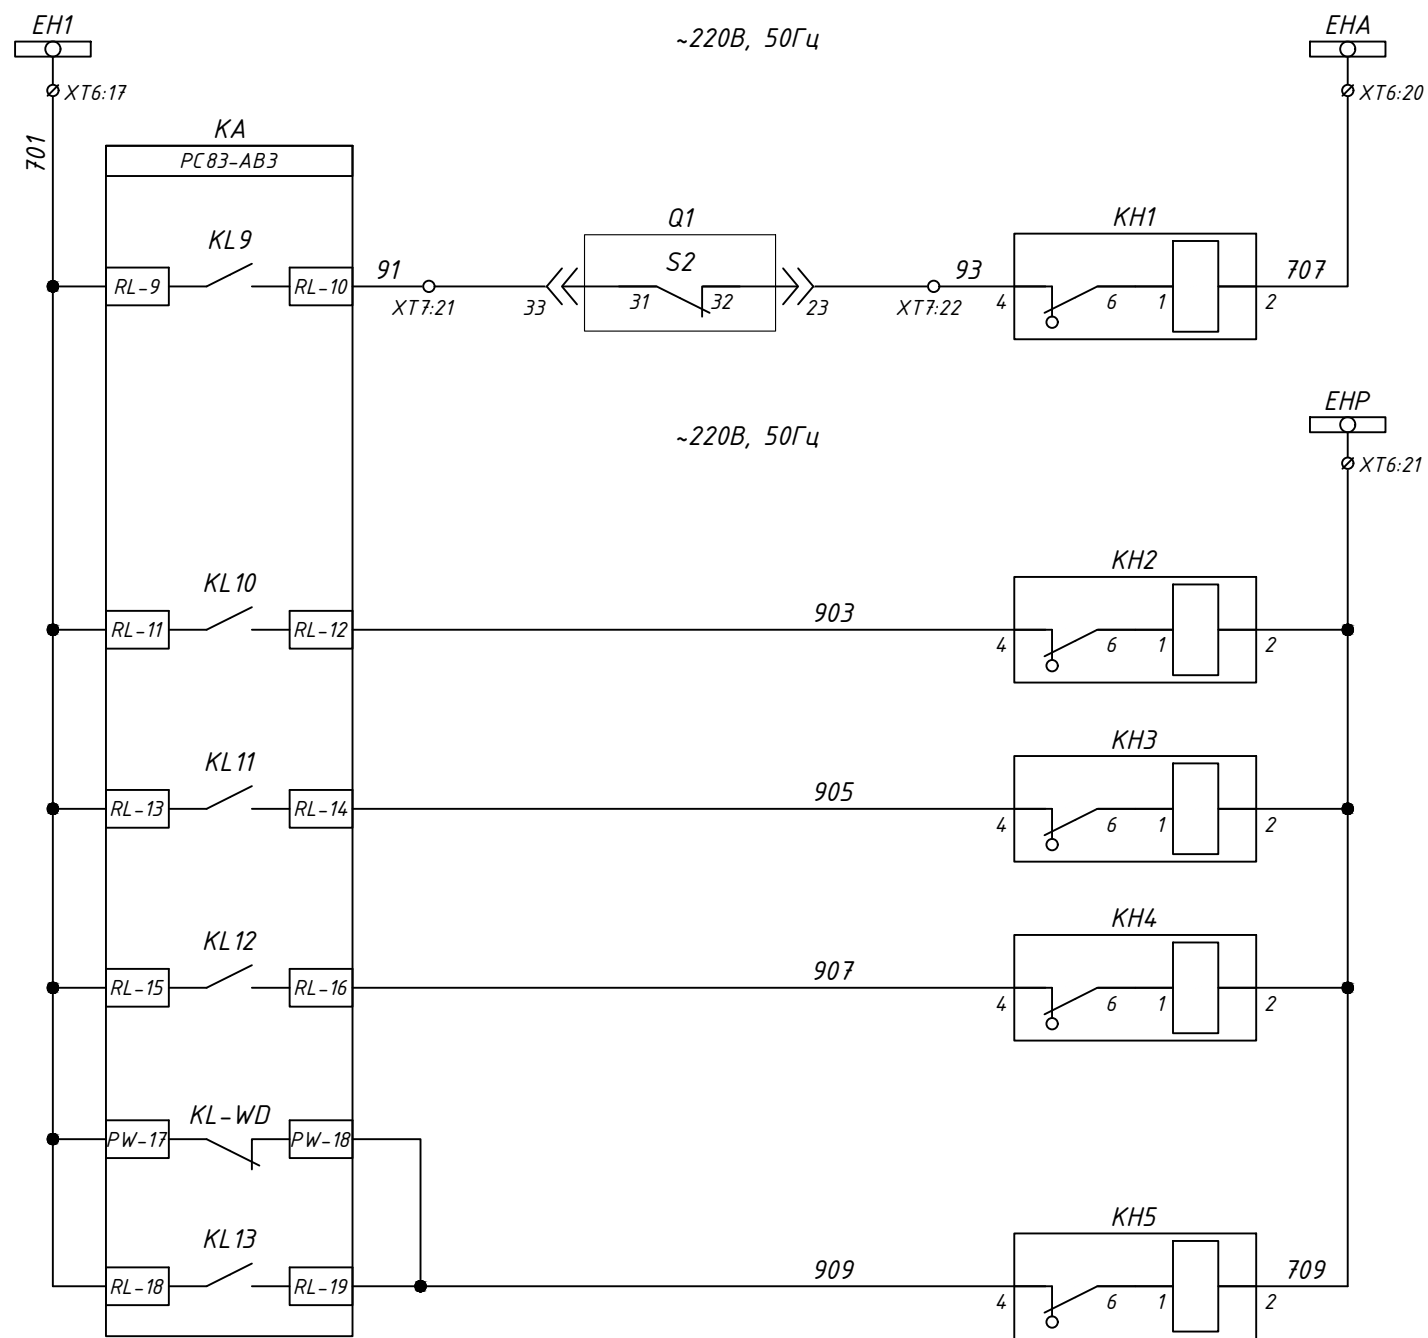 EH1
~220В, 50Гц
EHA
XT6:17
XT6:20
701
KA
РС83-АВ3
KL9
Q1
S2
KH1
RL-9
RL-10
91
XT7:21
33
31
32
23
XT7:22
93
4
6
1
2
707
~220В, 50Гц
EHP
XT6:21
KL10
RL-11
RL-12
903
KH2
4
6
1
2
KL11
RL-13
RL-14
905
KH3
4
6
1
2
KL12
RL-15
RL-16
907
KH4
4
6
1
2
KL-WD
PW-17
PW-18
KL13
RL-18
RL-19
909
KH5
4
6
1
2
709